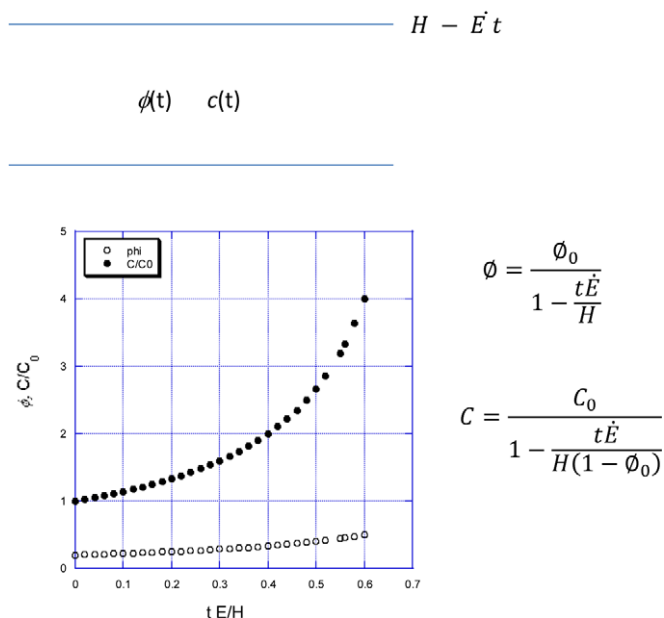 H − Ė t
ϕ(t) c(t)
5
4
3
2
1
0
phi
C/C0
ϕ, C/C₀
0 0.1 0.2 0.3 0.4 0.5 0.6 0.7
t E/H
∅ = ∅₀ / (1 − tĖ/H)
C = C₀ / (1 − tĖ/H(1 − ∅₀))